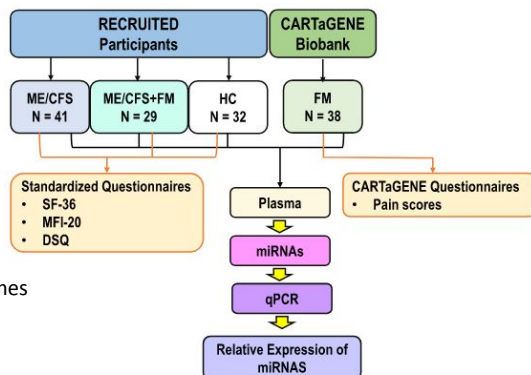 RECRUITED
Participants
CARTaGENE
Biobank
ME/CFS
N = 41
ME/CFS+FM
N = 29
HC
N = 32
FM
N = 38
Standardized Questionnaires
• SF-36
• MFI-20
• DSQ
Plasma
CARTaGENE Questionnaires
• Pain scores
miRNAs
qPCR
Relative Expression of
miRNAS